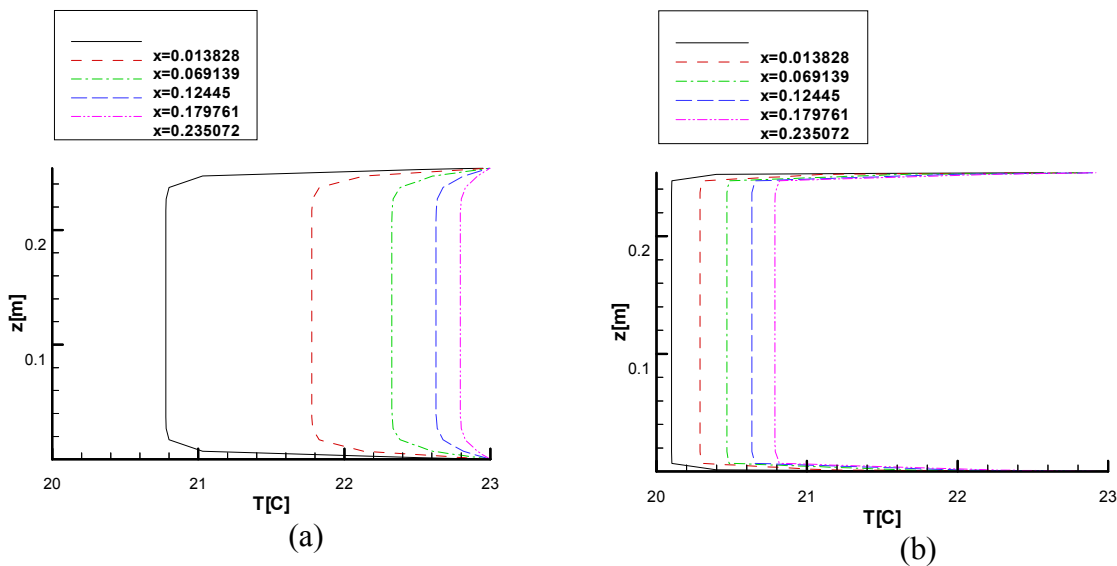 x=0.013828
x=0.069139
x=0.12445
x=0.179761
x=0.235072
z[m]
0.2
0.1
20 21 22 23
T[C]
(a)
x=0.013828
x=0.069139
x=0.12445
x=0.179761
x=0.235072
z[m]
0.2
0.1
20 21 22 23
T[C]
(b)